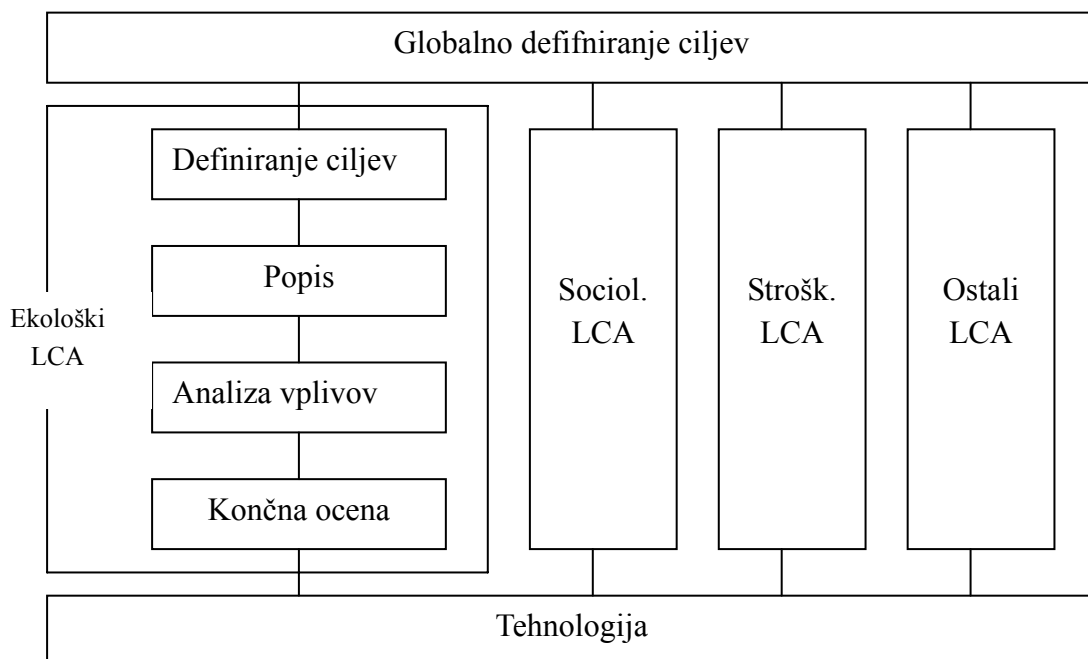 Globalno defifniranje ciljev
Ekološki
LCA
Definiranje ciljev
Popis
Analiza vplivov
Končna ocena
Sociol.
LCA
Strošk.
LCA
Ostali
LCA
Tehnologija